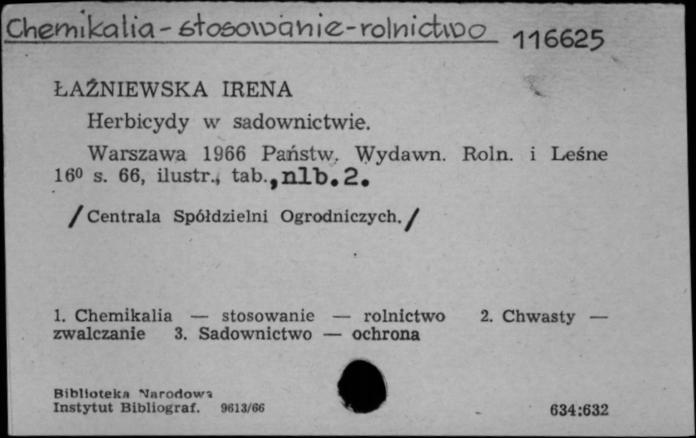 Chemikalia - stosowanie - rolnictwo 116625
ŁAŹNIEWSKA IRENA
Herbicydy w sadownictwie.
Warszawa 1966 Państw. Wydawn. Roln. i Leśne
16º s. 66, ilustr., tab., nlb. 2.
/ Centrala Spółdzielni Ogrodniczych. /
1. Chemikalia — stosowanie — rolnictwo 2. Chwasty —
zwalczanie 3. Sadownictwo — ochrona
Biblioteka Narodowa
Instytut Bibliograf. 9613/66 634:632